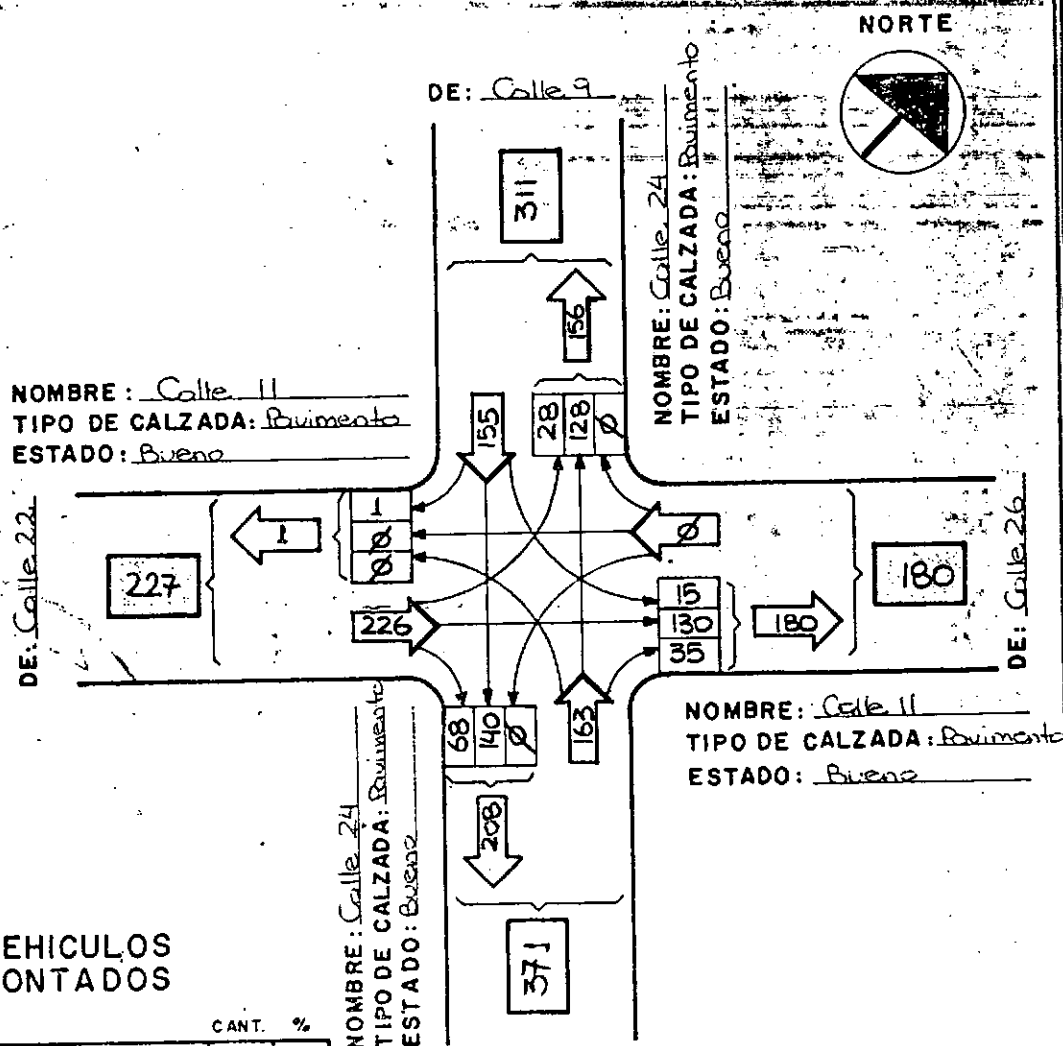 NORTE
DE: Calle 9
311
156
NOMBRE: Calle 24
TIPO DE CALZADA: Pavimento
ESTADO: Bueno
NOMBRE: Calle 11
TIPO DE CALZADA: Pavimento
ESTADO: Bueno
155
28 128 Ø
DE: Calle 22
227
1
1
Ø
Ø
Ø
226
15
130
35
180
180
DE: Calle 26
68 140 Ø
163
208
371
NOMBRE: Calle 11
TIPO DE CALZADA: Pavimento
ESTADO: Bueno
NOMBRE: Calle 24
TIPO DE CALZADA: Pavimento
ESTADO: Bueno
EHICULOS
ONTADOS
CANT. %